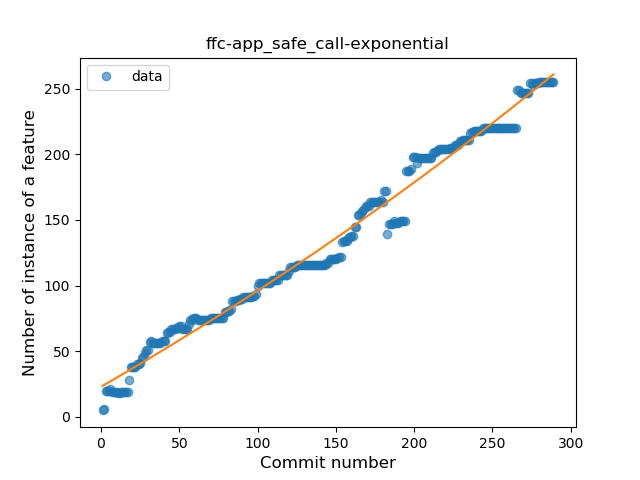 ffc-app_safe_call-exponential
data
Number of instance of a feature
250
200
150
100
50
0
0 50 100 150 200 250 300
Commit number